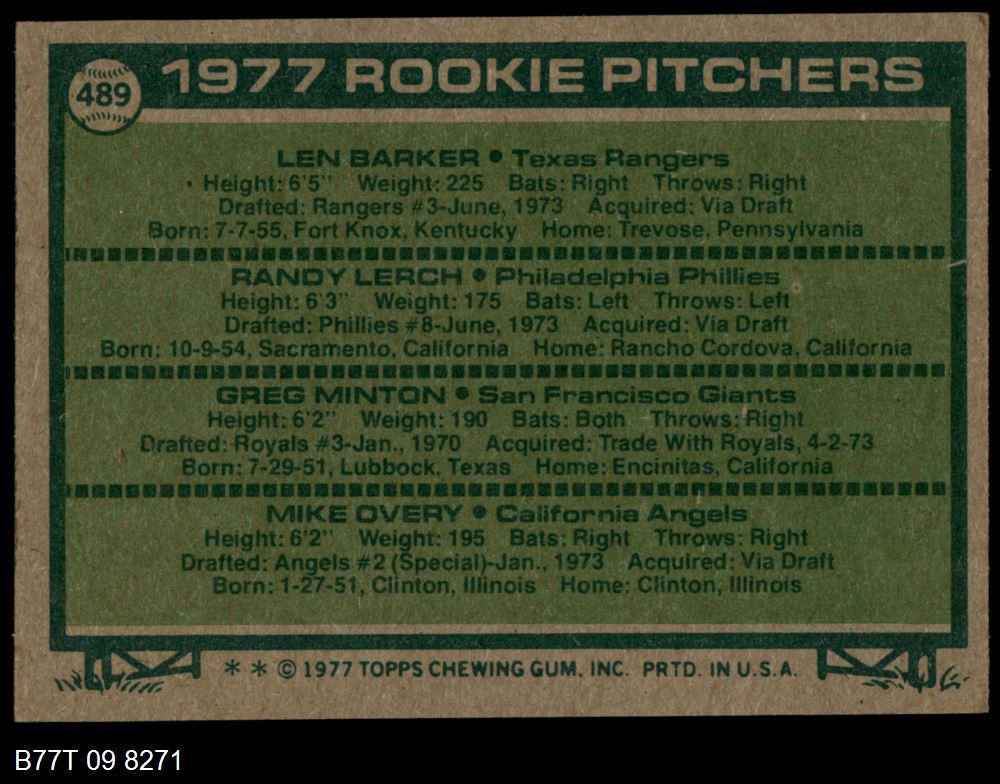 489
1977 ROOKIE PITCHERS
LEN BARKER • Texas Rangers
Height: 6'5" Weight: 225 Bats: Right Throws: Right
Drafted: Rangers #3-June, 1973 Acquired: Via Draft
Born: 7-7-55, Fort Knox, Kentucky Home: Trevose, Pennsylvania
RANDY LERCH • Philadelphia Phillies
Height: 6'3" Weight: 175 Bats: Left Throws: Left
Drafted: Phillies #8-June, 1973 Acquired: Via Draft
Born: 10-9-54, Sacramento, California Home: Rancho Cordova, California
GREG MINTON • San Francisco Giants
Height: 6'2" Weight: 190 Bats: Both Throws: Right
Drafted: Royals #3-Jan., 1970 Acquired: Trade With Royals, 4-2-73
Born: 7-29-51, Lubbock, Texas Home: Encinitas, California
MIKE OVERY • California Angels
Height: 6'2" Weight: 195 Bats: Right Throws: Right
Drafted: Angels #2 (Special)-Jan., 1973 Acquired: Via Draft
Born: 1-27-51, Clinton, Illinois Home: Clinton, Illinois
* * © 1977 TOPPS CHEWING GUM, INC. PRTD. IN U.S.A.
B77T 09 8271